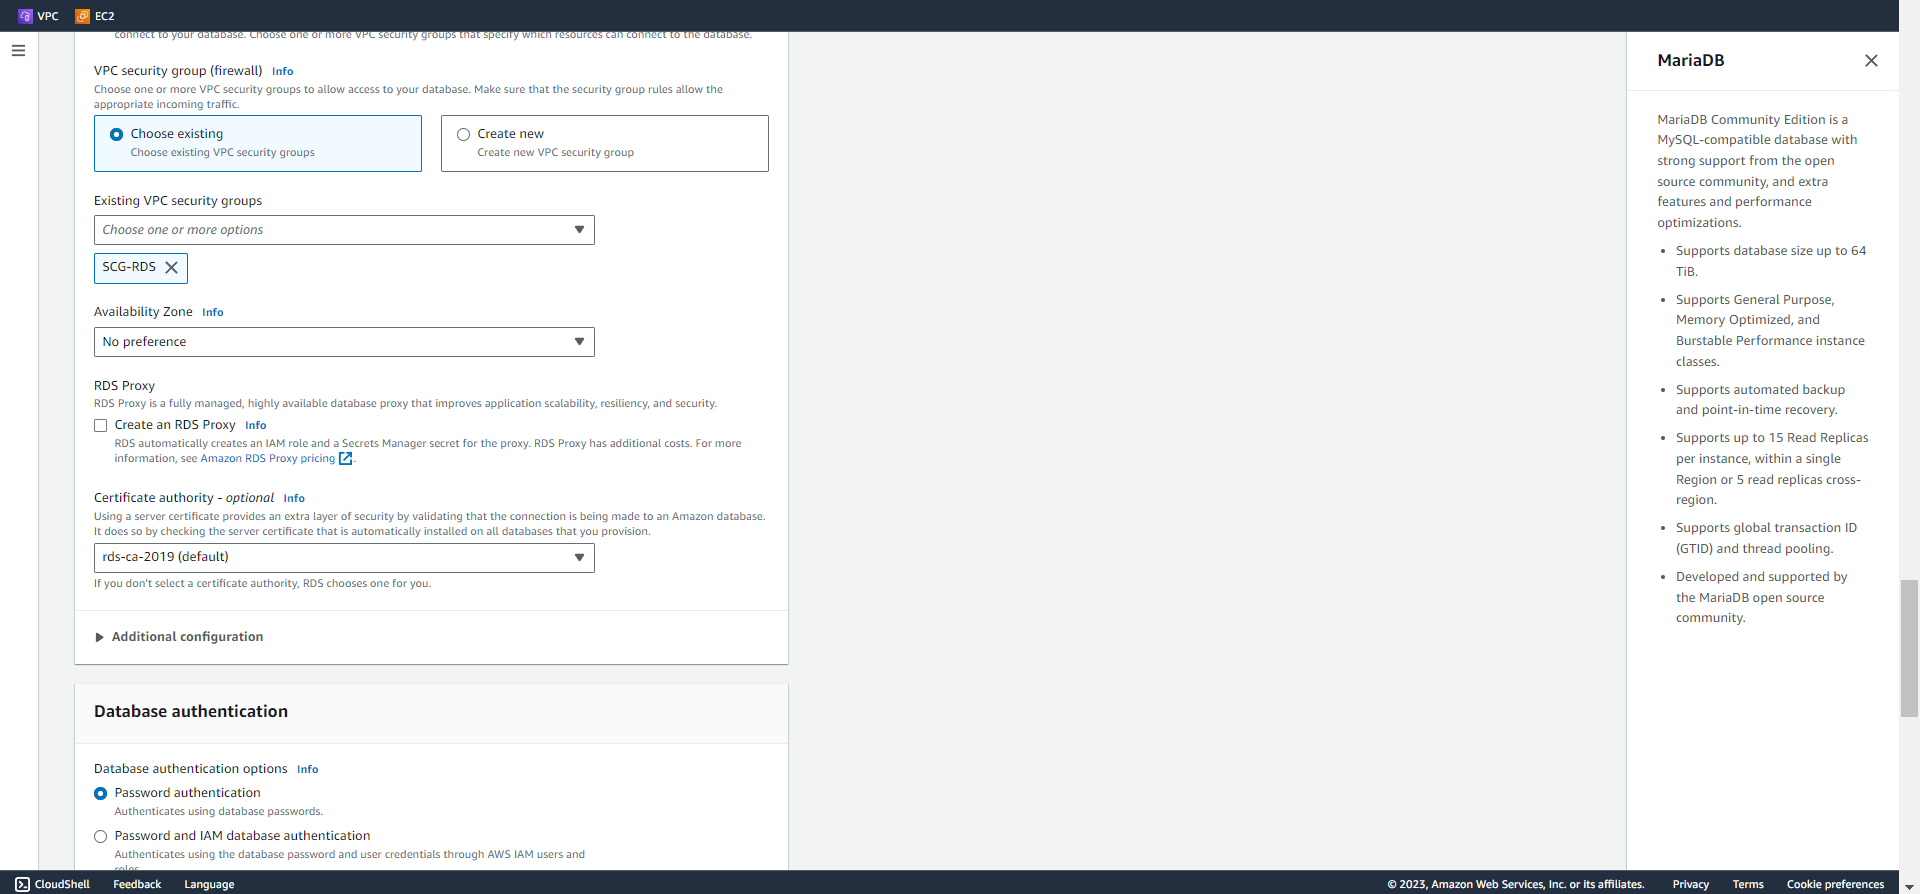 VPC EC2
connect to your database. Choose one or more VPC security groups that specify which resources can connect to the database.
VPC security group (firewall) Info
Choose one or more VPC security groups to allow access to your database. Make sure that the security group rules allow the
appropriate incoming traffic.
Choose existing
Choose existing VPC security groups
Create new
Create new VPC security group
Existing VPC security groups
Choose one or more options
SCG-RDS
Availability Zone Info
No preference
RDS Proxy
RDS Proxy is a fully managed, highly available database proxy that improves application scalability, resiliency, and security.
Create an RDS Proxy Info
RDS automatically creates an IAM role and a Secrets Manager secret for the proxy. RDS Proxy has additional costs. For more
information, see Amazon RDS Proxy pricing .
Certificate authority - optional Info
Using a server certificate provides an extra layer of security by validating that the connection is being made to an Amazon database.
It does so by checking the server certificate that is automatically installed on all databases that you provision.
rds-ca-2019 (default)
If you don't select a certificate authority, RDS chooses one for you.
Additional configuration
Database authentication
Database authentication options Info
Password authentication
Authenticates using database passwords.
Password and IAM database authentication
Authenticates using the database password and user credentials through AWS IAM users and
roles.
MariaDB
MariaDB Community Edition is a
MySQL-compatible database with
strong support from the open
source community, and extra
features and performance
optimizations.
• Supports database size up to 64
TiB.
• Supports General Purpose,
Memory Optimized, and
Burstable Performance instance
classes.
• Supports automated backup
and point-in-time recovery.
• Supports up to 15 Read Replicas
per instance, within a single
Region or 5 read replicas cross-
region.
• Supports global transaction ID
(GTID) and thread pooling.
• Developed and supported by
the MariaDB open source
community.
CloudShell Feedback Language © 2023, Amazon Web Services, Inc. or its affiliates. Privacy Terms Cookie preferences